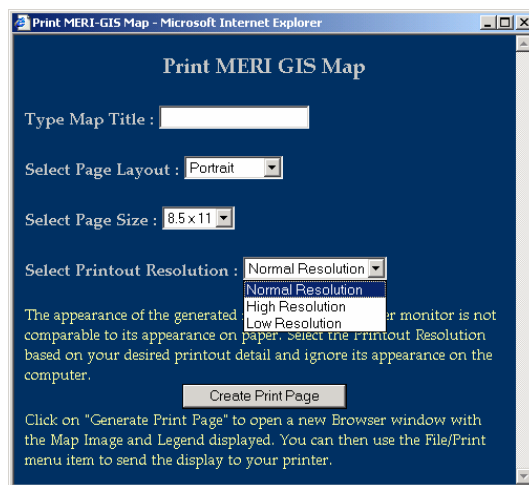 Print MERI-GIS Map - Microsoft Internet Explorer
Print MERI GIS Map
Type Map Title :
Select Page Layout : Portrait
Select Page Size : 8.5 x 11
Select Printout Resolution : Normal Resolution
Normal Resolution
High Resolution
Low Resolution
The appearance of the generated monitor is not
comparable to its appearance on paper. Select the Printout Resolution
based on your desired printout detail and ignore its appearance on the
computer.
Create Print Page
Click on "Generate Print Page" to open a new Browser window with
the Map Image and Legend displayed. You can then use the File/Print
menu item to send the display to your printer.